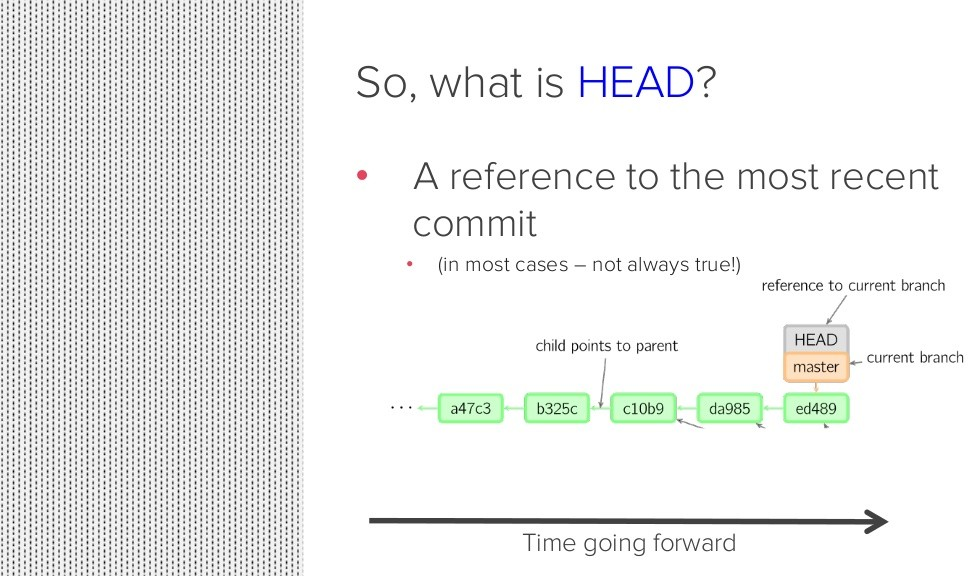 So, what is HEAD?
• A reference to the most recent
commit
• (in most cases – not always true!)
reference to current branch
HEAD
child points to parent
current branch
master
... a47c3 b325c c10b9 da985 ed489
Time going forward